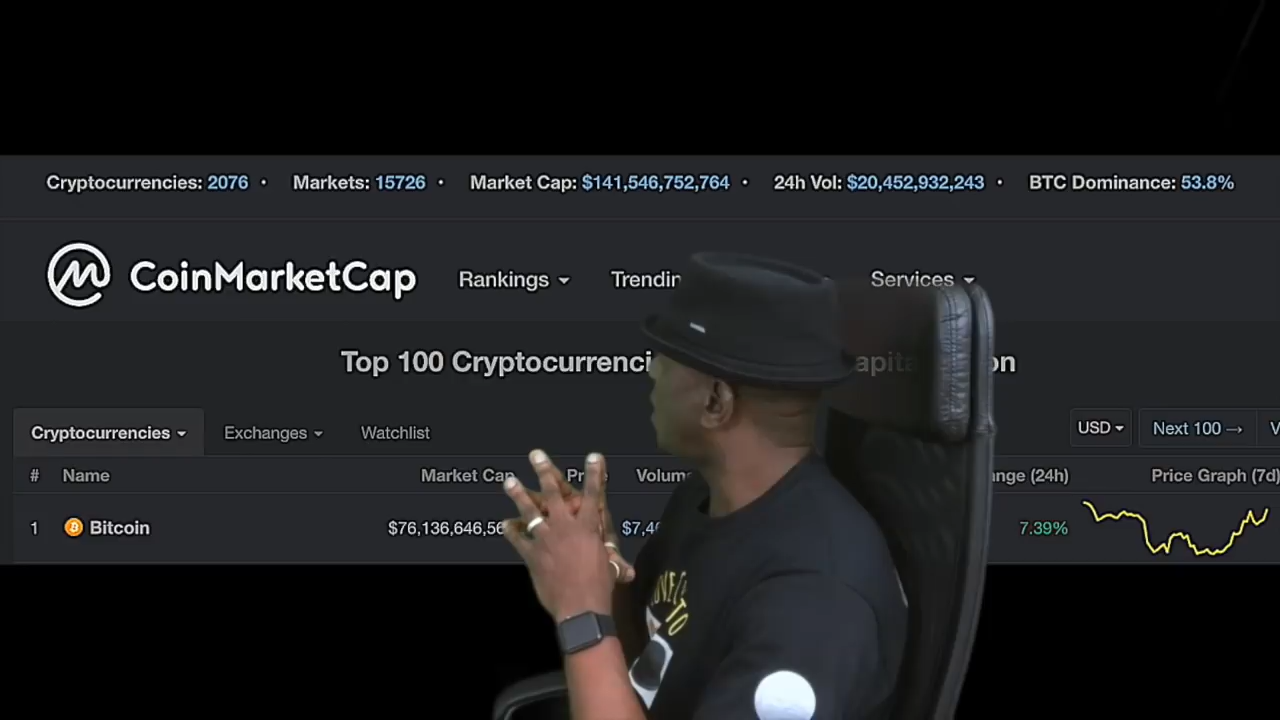 Cryptocurrencies: 2076 • Markets: 15726 • Market Cap: $141,546,752,764 • 24h Vol: $20,452,932,243 • BTC Dominance: 53.8%
CoinMarketCap Rankings Services
Top 100
Cryptocurrencies Exchanges Watchlist USD Next 100 →
# Name Market (24h) Price Graph (7d)
1 Bitcoin 7.39%
TO